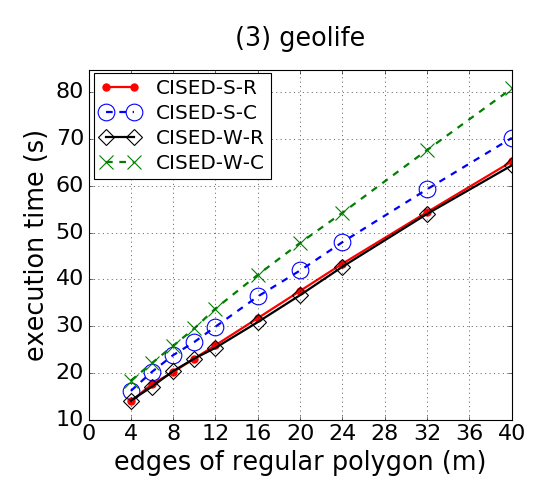 (3) geolife
CISED-S-R
CISED-S-C
CISED-W-R
CISED-W-C
execution time (s)
80
70
60
50
40
30
20
10
0 4 8 12 16 20 24 28 32 36 40
edges of regular polygon (m)